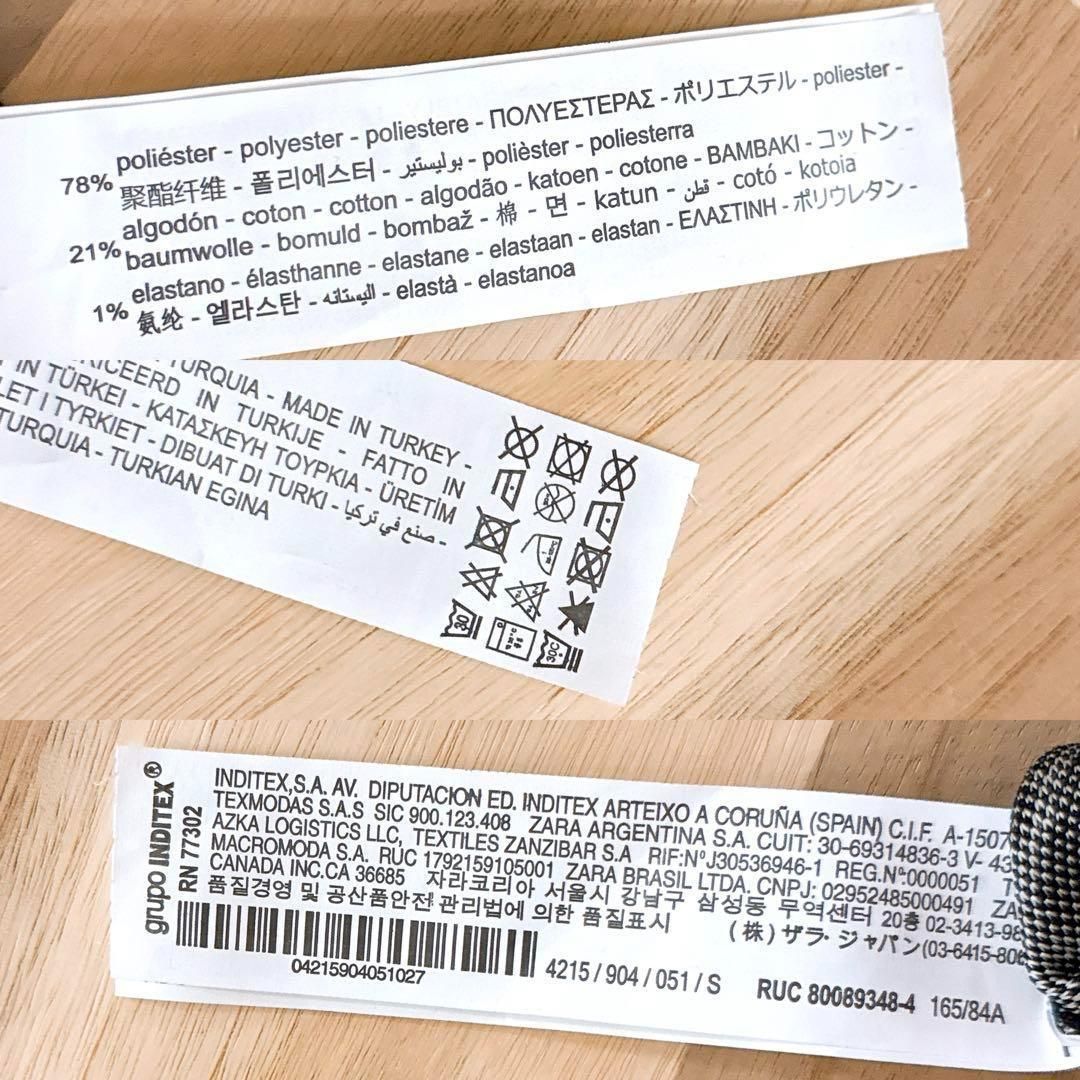 78% poliéster - polyester - poliestere - ΠΟΛΥΕΣΤΕΡΑΣ - ポリエステル - poliester -
聚酯纤维 - 폴리에스터 - بوليستير - polièster - poliesterra
21% algodón - coton - cotton - algodão - katoen - cotone - BAMBAKI - コットン -
baumwolle - bomuld - bombaž - 棉 - 면 - katun - قطن - cotó - kotoia
1% elastano - élasthanne - elastane - elastaan - elastan - ΕΛΑΣΤΙΝΗ - ポリウレタン -
氨纶 - 엘라스탄 - اليستانه - elastà - elastanoa
TURQUIA - MADE IN TURKEY -
IN TURKIJE - FATTO IN
IN TÜRKEI - ΚΑΤΑΣΚΕΥΗ ΤΟΥΡΚΙΑ - ÜRETİM
I TYRKIET - DIBUAT DI TURKI - صنع في تركيا -
TURQUIA - TURKIAN EGINA
30
30C
grupo INDITEX®
RN 77302
INDITEX,S.A. AV. DIPUTACION ED. INDITEX ARTEIXO A CORUÑA (SPAIN) C.I.F. A-1507
TEXMODAS S.A.S SIC 900.123.408 ZARA ARGENTINA S.A. CUIT: 30-69314836-3 V- 43
AZKA LOGISTICS LLC, TEXTILES ZANZIBAR S.A RIF:Nº J30536946-1 REG.Nº0000051
MACROMODA S.A. RUC 1792159105001 ZARA BRASIL LTDA. CNPJ: 02952485000491 ZA
CANADA INC.CA 36685 자라코리아 서울시 강남구 삼성동 무역센터 20층 02-3413-98
품질경영 및 공산품안전 관리법에 의한 품질표시 (株)ザラ・ジャパン(03-6415-806
04215904051027
4215 / 904 / 051 / S RUC 80089348-4 165/84A